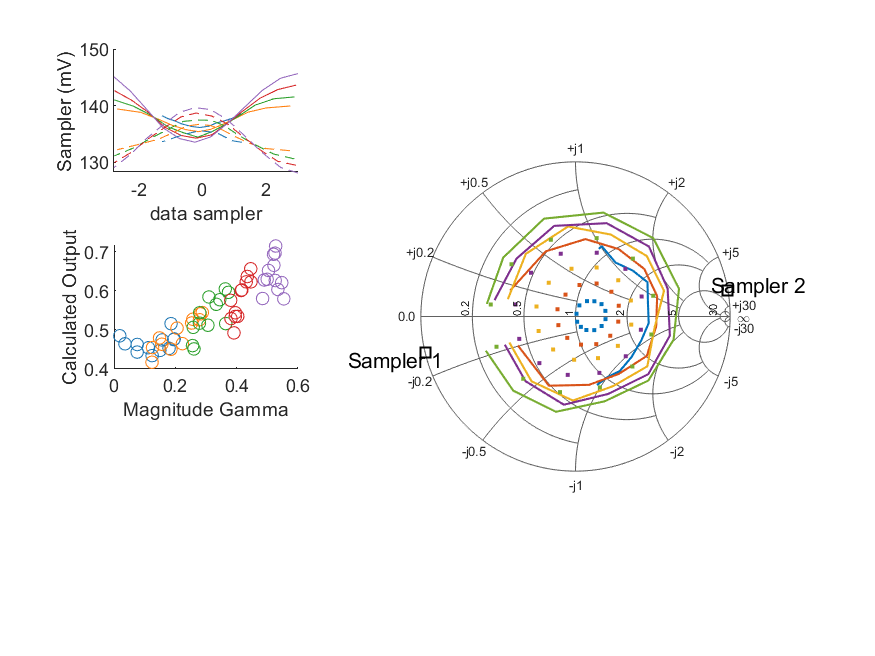 150
140
130
Sampler (mV)
-2 0 2
data sampler
0.7
0.6
0.5
0.4
Calculated Output
0 0.2 0.4 0.6
Magnitude Gamma
+j1
+j0.5
+j2
+j0.2
+j5
Sampler 2
+j30
0.0
0.2
0.5
1
2
5
30
∞
-j30
Sampler 1
-j0.2
-j5
-j0.5
-j2
-j1